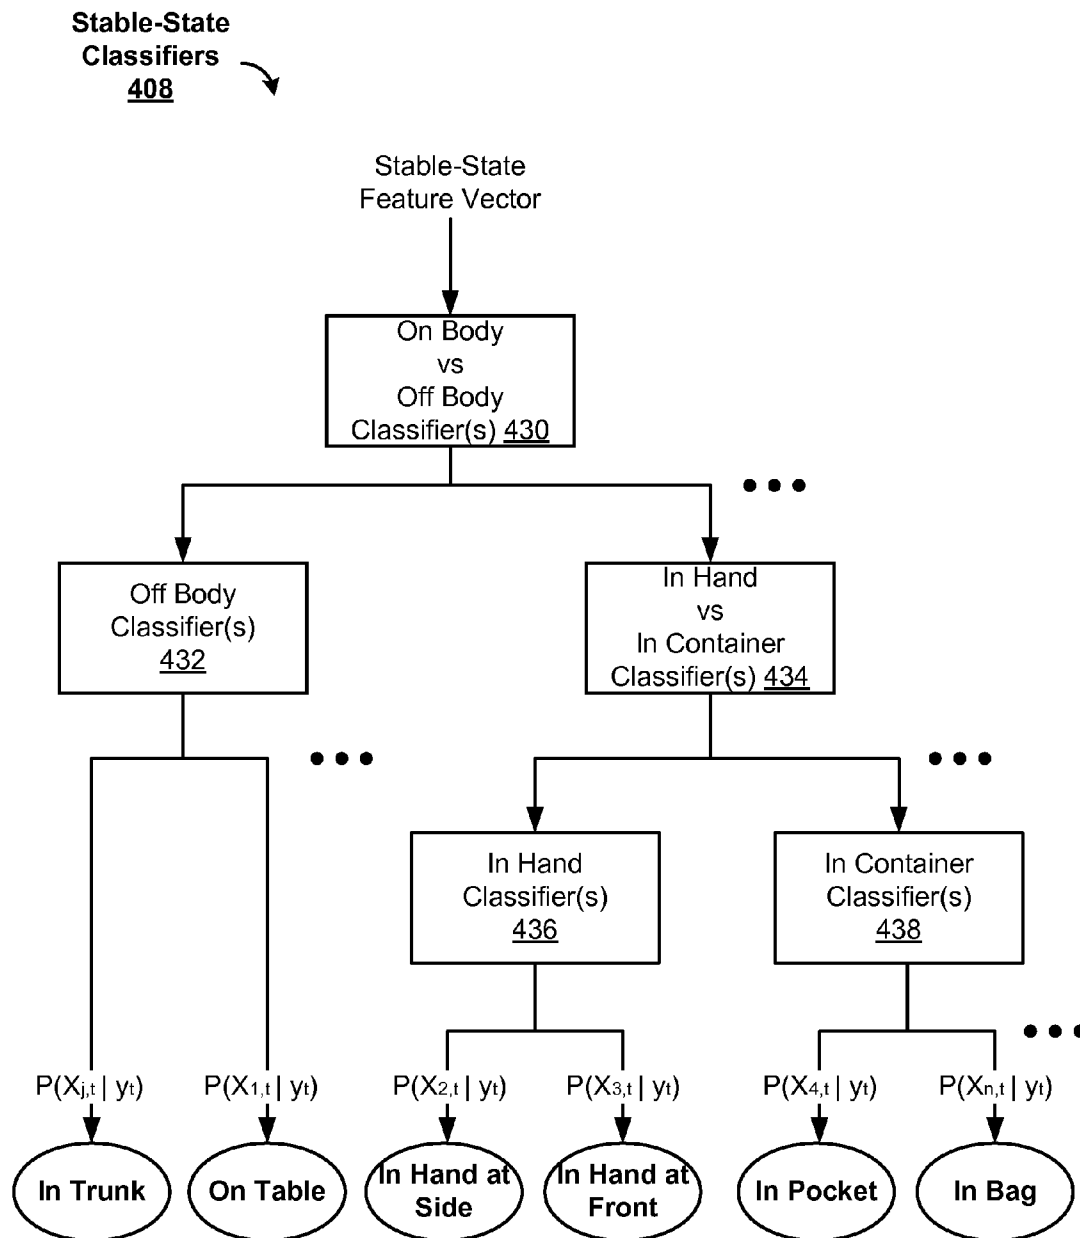 Stable-State
Classifiers
408
Stable-State
Feature Vector
On Body
vs
Off Body
Classifier(s) 430
Off Body
Classifier(s)
432
In Hand
vs
In Container
Classifier(s) 434
In Hand
Classifier(s)
436
In Container
Classifier(s)
438
P(Xj,t | yt)
P(X1,t | yt)
P(X2,t | yt)
P(X3,t | yt)
P(X4,t | yt)
P(Xn,t | yt)
In Trunk
On Table
In Hand at
Side
In Hand at
Front
In Pocket
In Bag